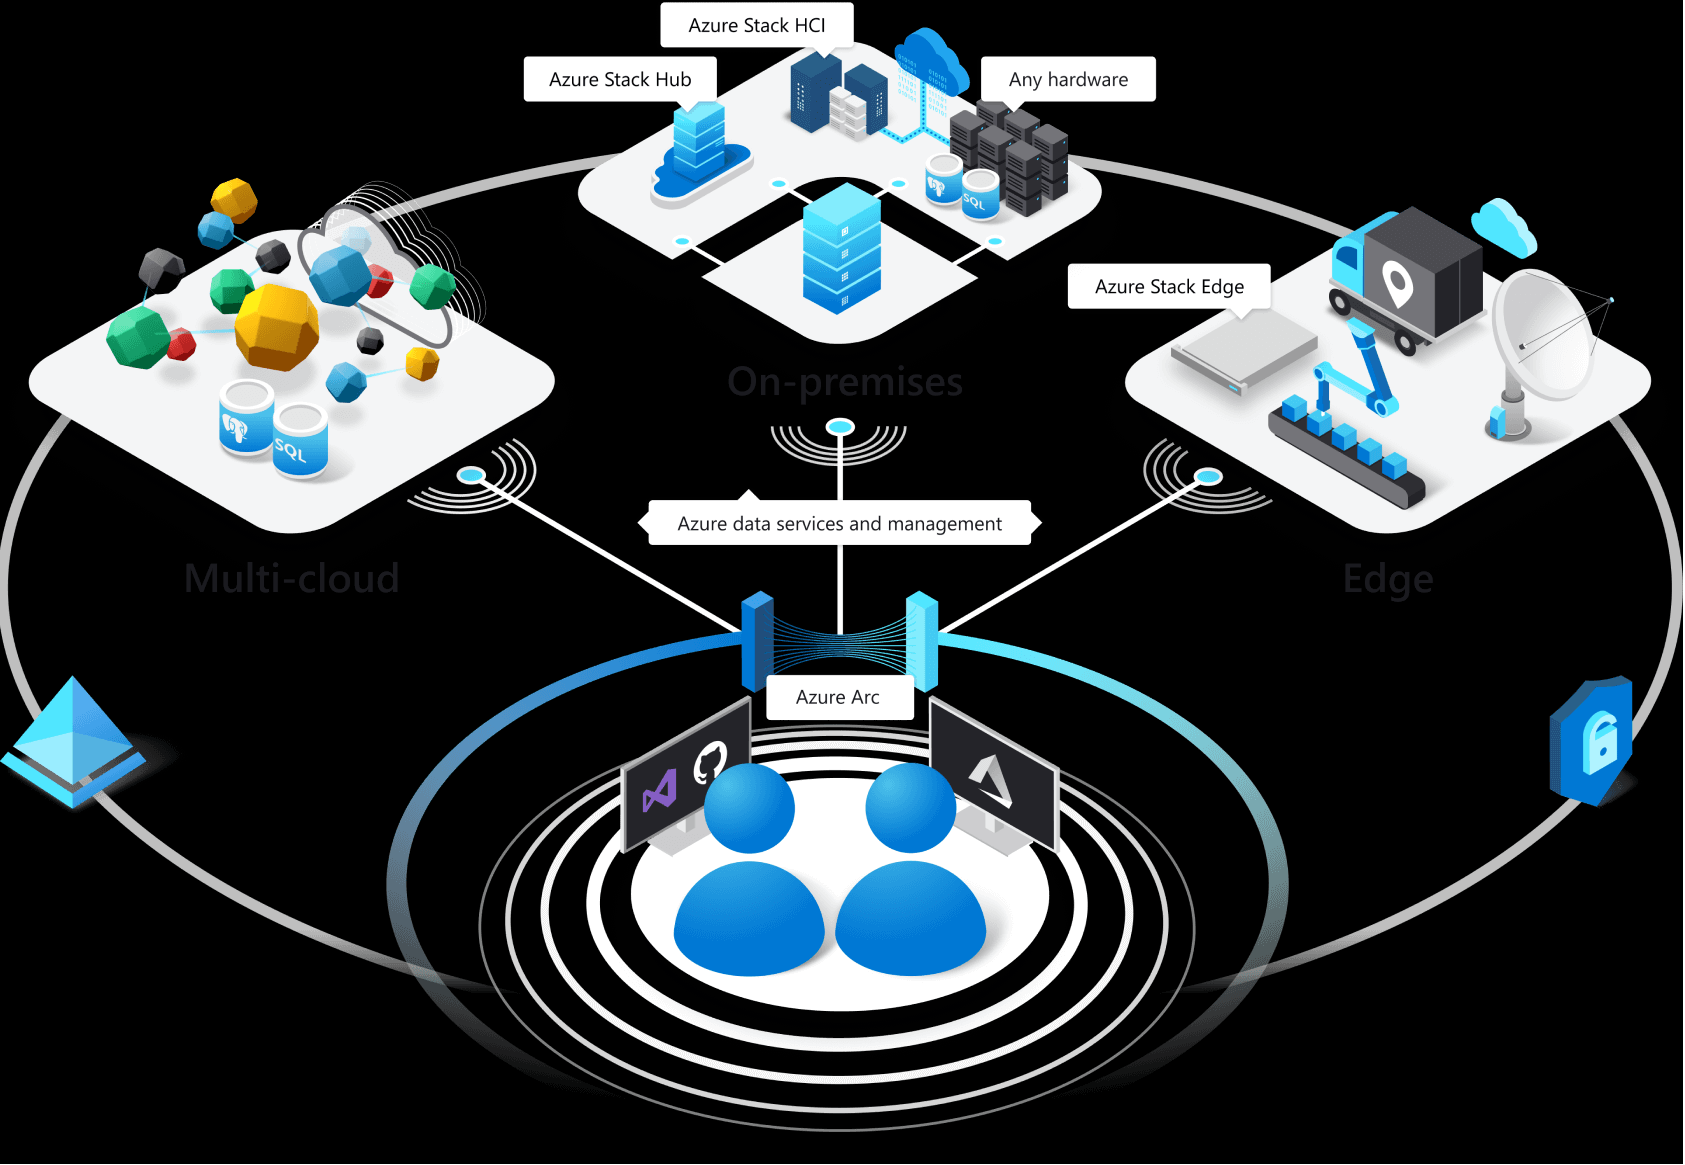 Azure Stack HCI
Azure Stack Hub
Any hardware
SQL
Azure Stack Edge
On-premises
SQL
Azure data services and management
Multi-cloud
Edge
Azure Arc